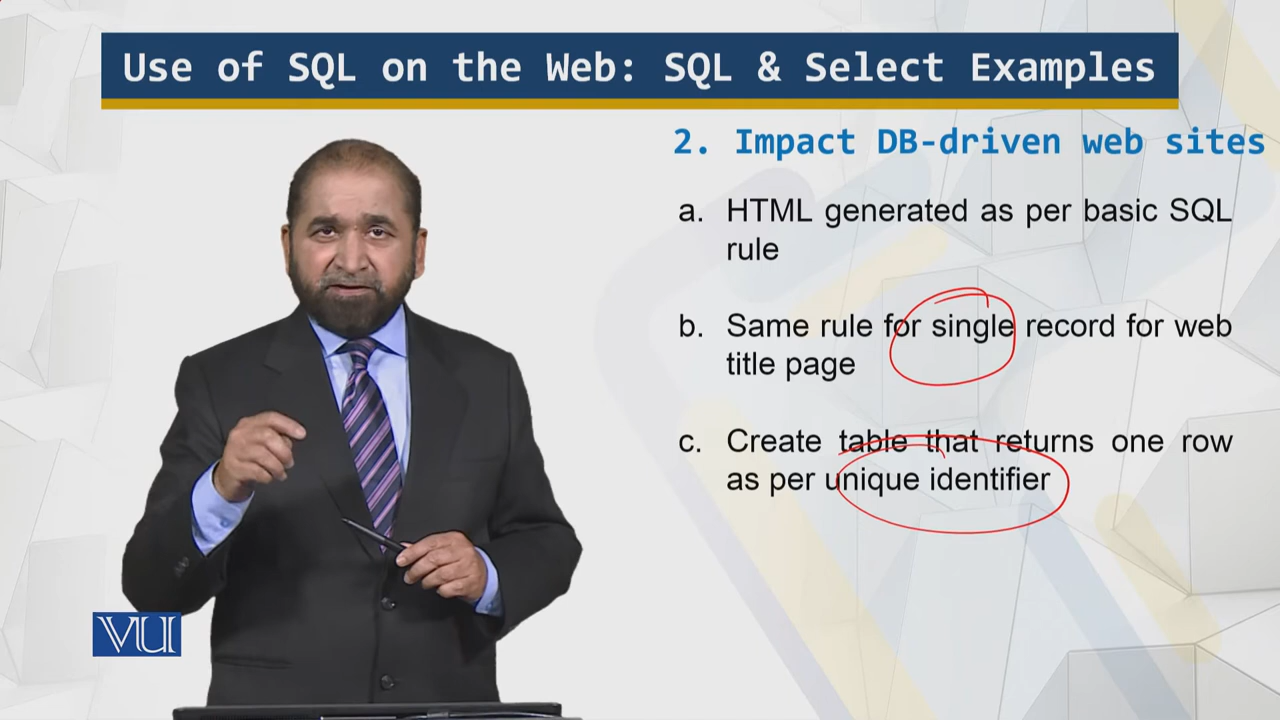 Use of SQL on the Web: SQL & Select Examples
2. Impact DB-driven web sites
a. HTML generated as per basic SQL
rule
b. Same rule for single record for web
title page
c. Create table that returns one row
as per unique identifier
VU